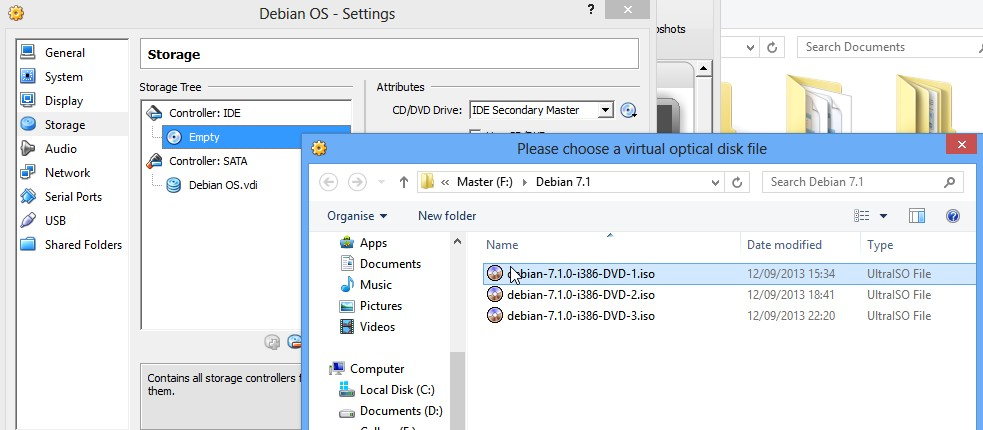 Debian OS - Settings
?
General
System
Display
Storage
Audio
Network
Serial Ports
USB
Shared Folders
Storage
Storage Tree
Controller: IDE
Empty
Controller: SATA
Debian OS.vdi
Attributes
CD/DVD Drive: IDE Secondary Master
Contains all storage controllers f
them.
Search Documents
Please choose a virtual optical disk file
Master (F:) Debian 7.1
Search Debian 7.1
Organise New folder
Apps
Documents
Music
Pictures
Videos
Computer
Local Disk (C:)
Documents (D:)
Name Date modified Type
debian-7.1.0-i386-DVD-1.iso 12/09/2013 15:34 UltraISO File
debian-7.1.0-i386-DVD-2.iso 12/09/2013 18:41 UltraISO File
debian-7.1.0-i386-DVD-3.iso 12/09/2013 22:20 UltraISO File